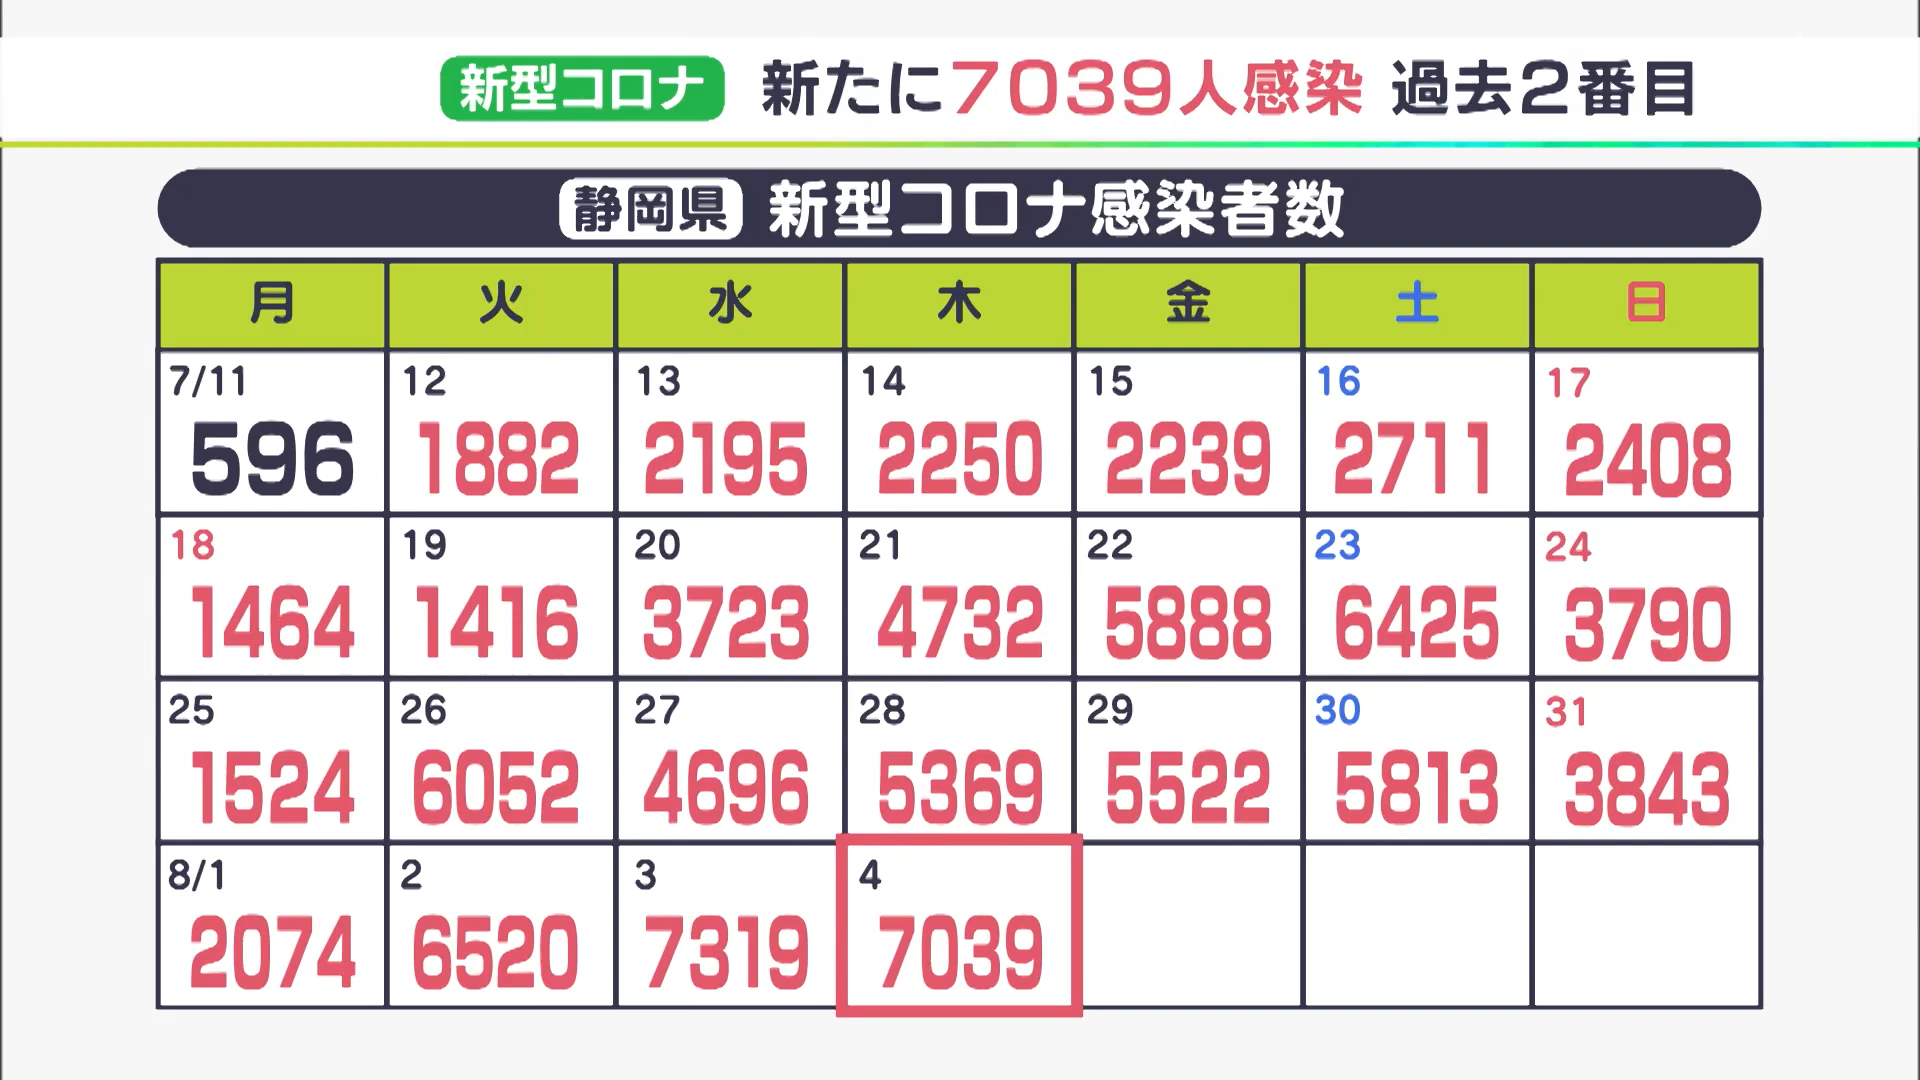 新型コロナ 新たに7039人感染 過去2番目
静岡県 新型コロナ感染者数
月 火 水 木 金 土 日
7/11 12 13 14 15 16 17
596 1882 2195 2250 2239 2711 2408
18 19 20 21 22 23 24
1464 1416 3723 4732 5888 6425 3790
25 26 27 28 29 30 31
1524 6052 4696 5369 5522 5813 3843
8/1 2 3 4
2074 6520 7319 7039